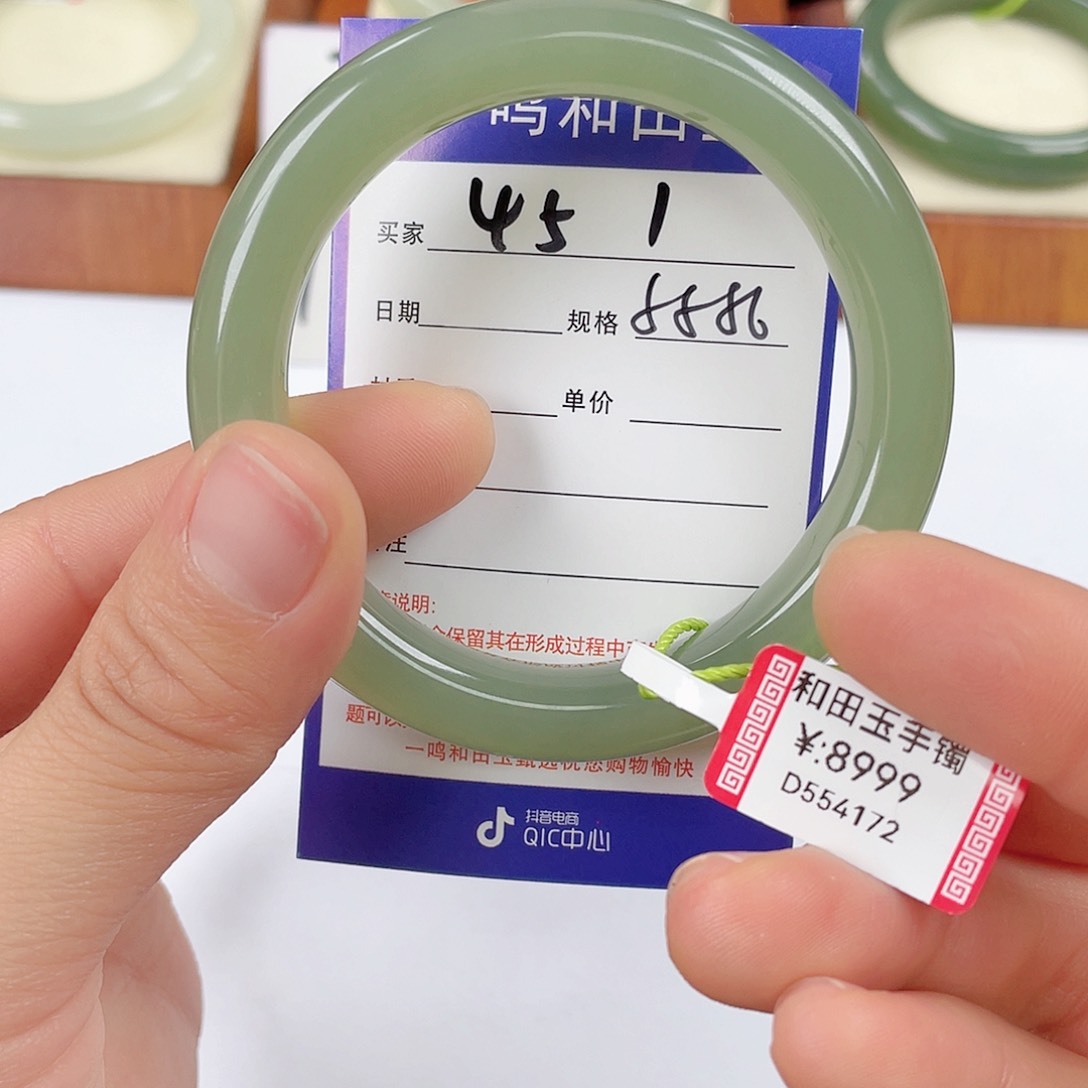 鸣和田
买家 45 1
日期 规格 8886
单价
注
说明:
保留其在形成过程中
题可以
一鸣和田玉甄选祝您购物愉快
抖音电商
QIC中心
和田玉手镯
¥:8999
D554172